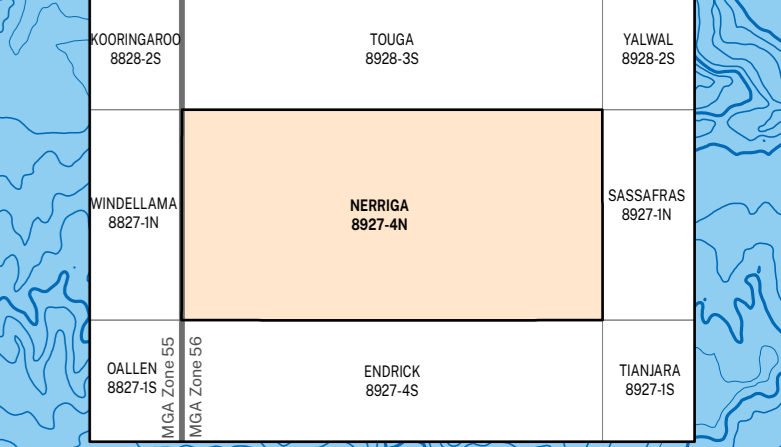 KOORINGAROO
8828-2S
TOUGA
8928-3S
YALWAL
8928-2S
WINDELLAMA
8827-1N
NERRIGA
8927-4N
SASSAFRAS
8927-1N
OALLEN
8827-1S
MGA Zone 55
MGA Zone 56
ENDRICK
8927-4S
TIANJARA
8927-1S